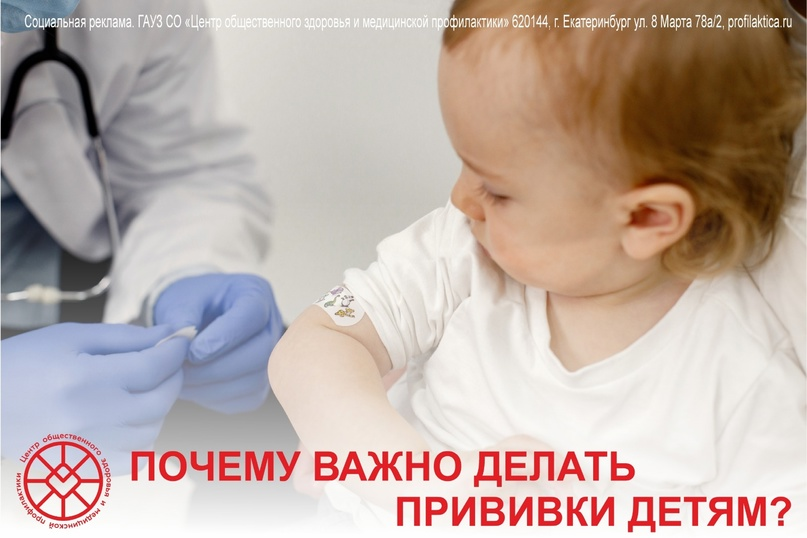 Социальная реклама. ГАУЗ СО «Центр общественного здоровья и медицинской профилактики» 620144, г. Екатеринбург ул. 8 Марта 78а/2, profilaktica.ru
Центр общественного здоровья и медицинской профилактики
ПОЧЕМУ ВАЖНО ДЕЛАТЬ
ПРИВИВКИ ДЕТЯМ?